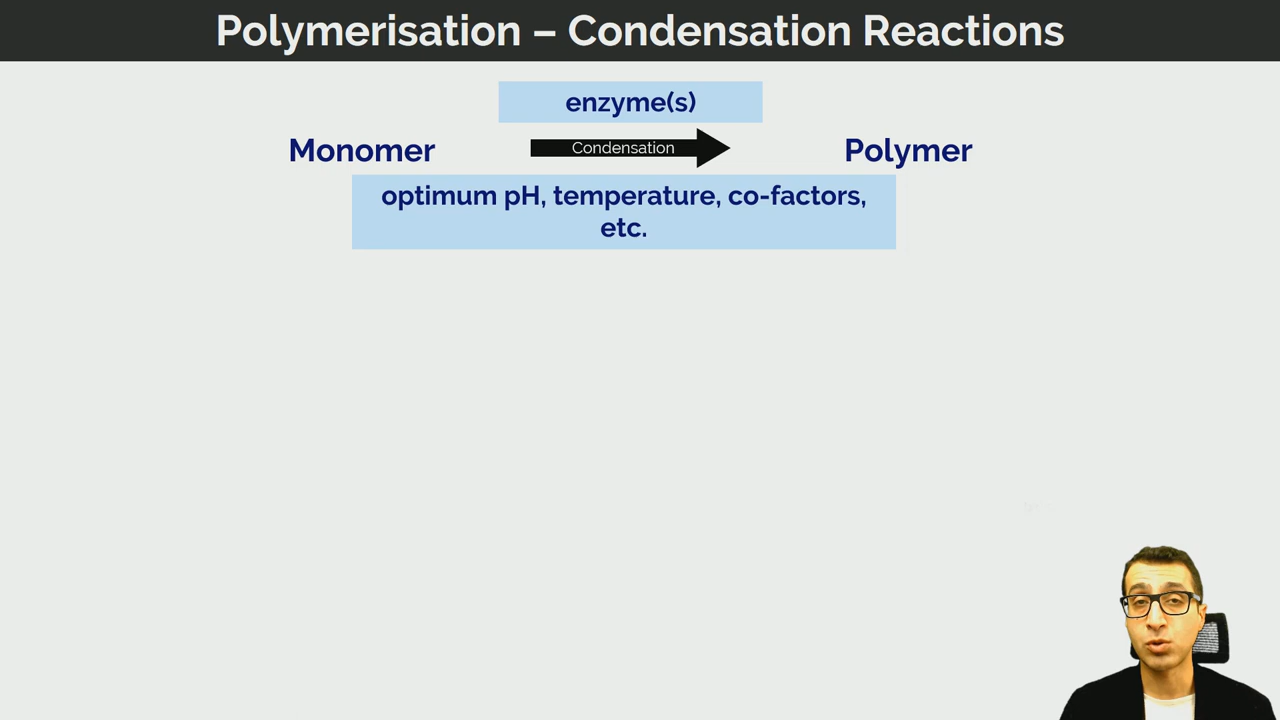 Polymerisation – Condensation Reactions
enzyme(s)
Monomer Condensation Polymer
optimum pH, temperature, co-factors,
etc.